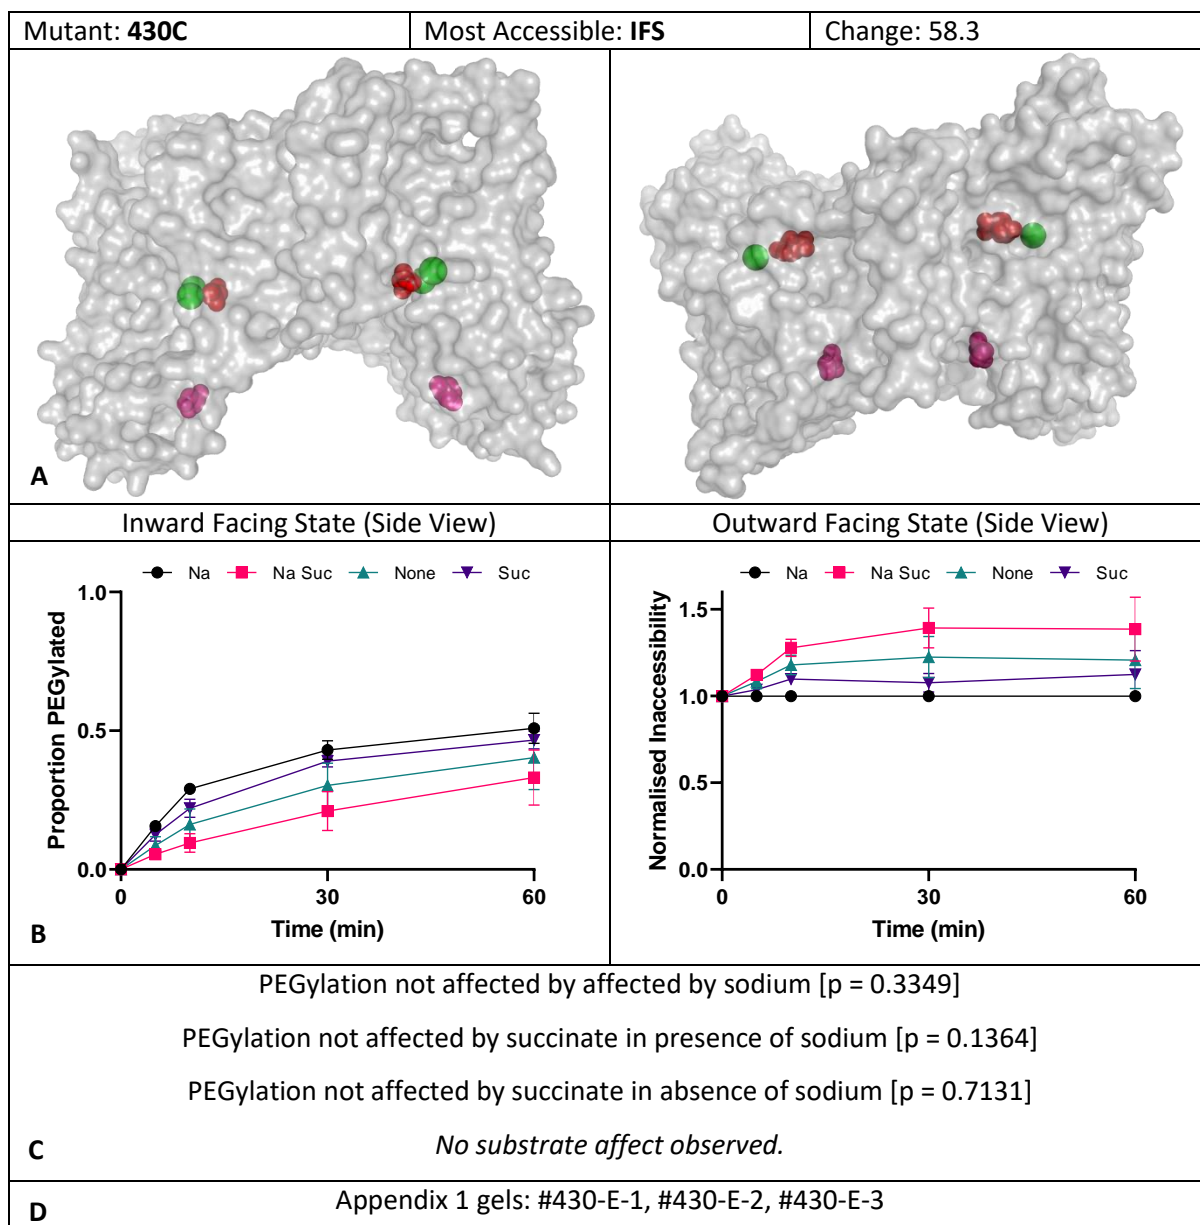 Mutant: 430C
Most Accessible: IFS
Change: 58.3
A
Inward Facing State (Side View)
Outward Facing State (Side View)
Na Na Suc None Suc
1.0
0.5
0.0
0 30 60
Proportion PEGylated
Time (min)
B
Na Na Suc None Suc
1.5
1.0
0.5
0.0
0 30 60
Normalised Inaccessibility
Time (min)
PEGylation not affected by affected by sodium [p = 0.3349]
PEGylation not affected by succinate in presence of sodium [p = 0.1364]
PEGylation not affected by succinate in absence of sodium [p = 0.7131]
C
No substrate affect observed.
D
Appendix 1 gels: #430-E-1, #430-E-2, #430-E-3